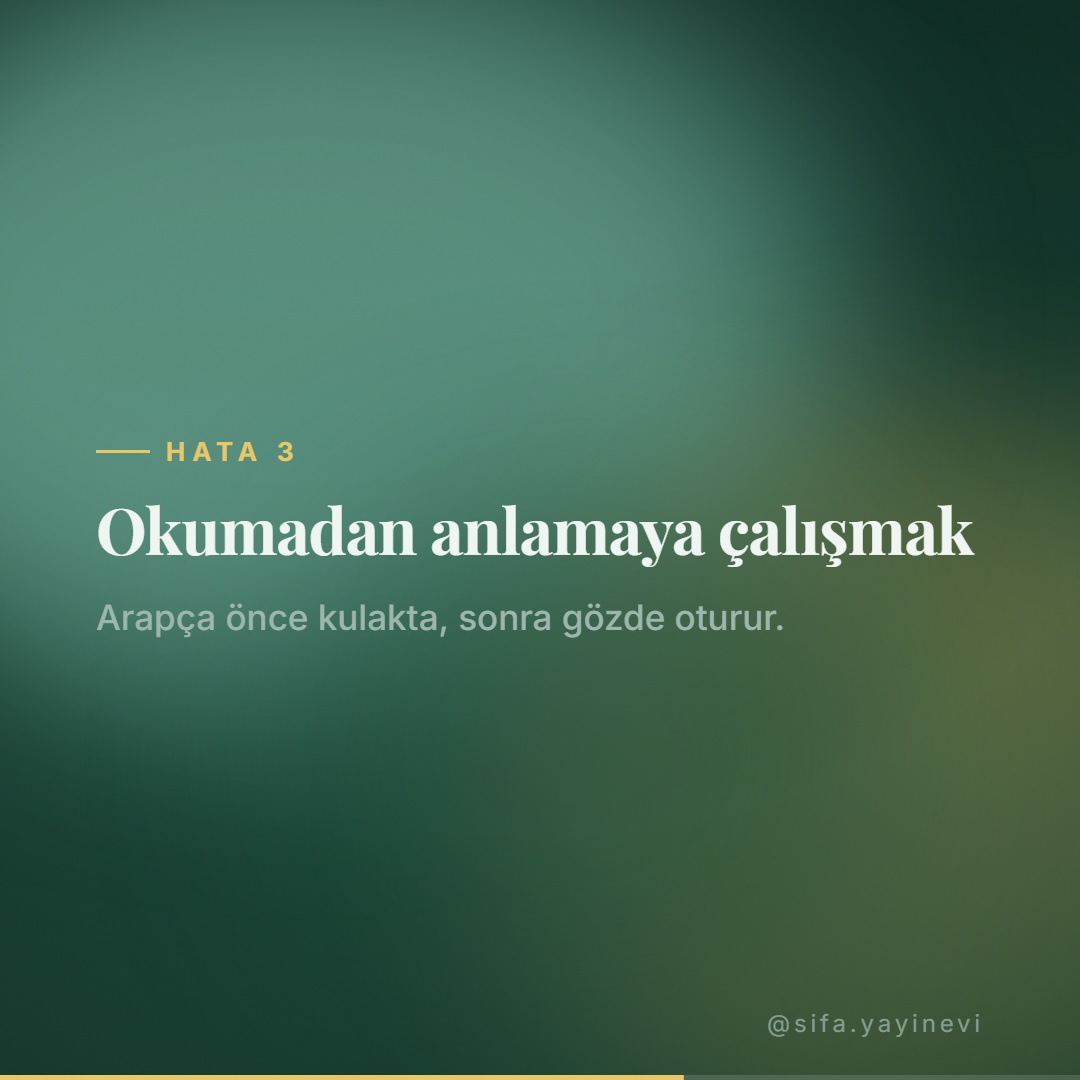 HATA 3
Okumadan anlamaya çalışmak
Arapça önce kulakta, sonra gözde oturur.
@sifa.yayinevi